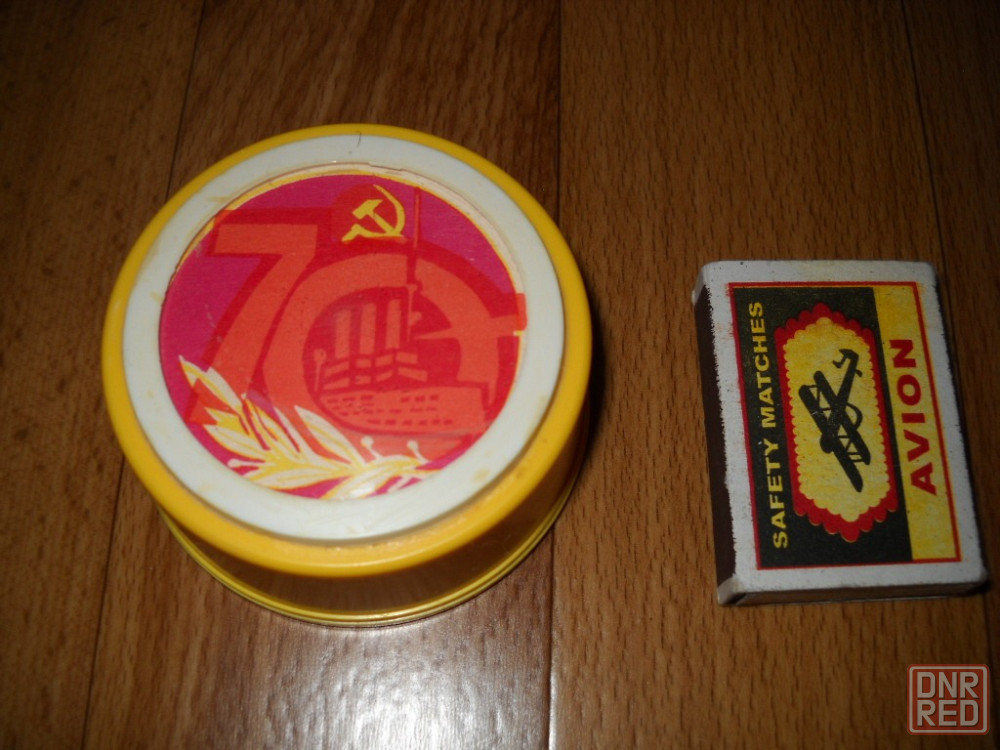 70
SAFETY MATCHES
AVION
DNR
RED